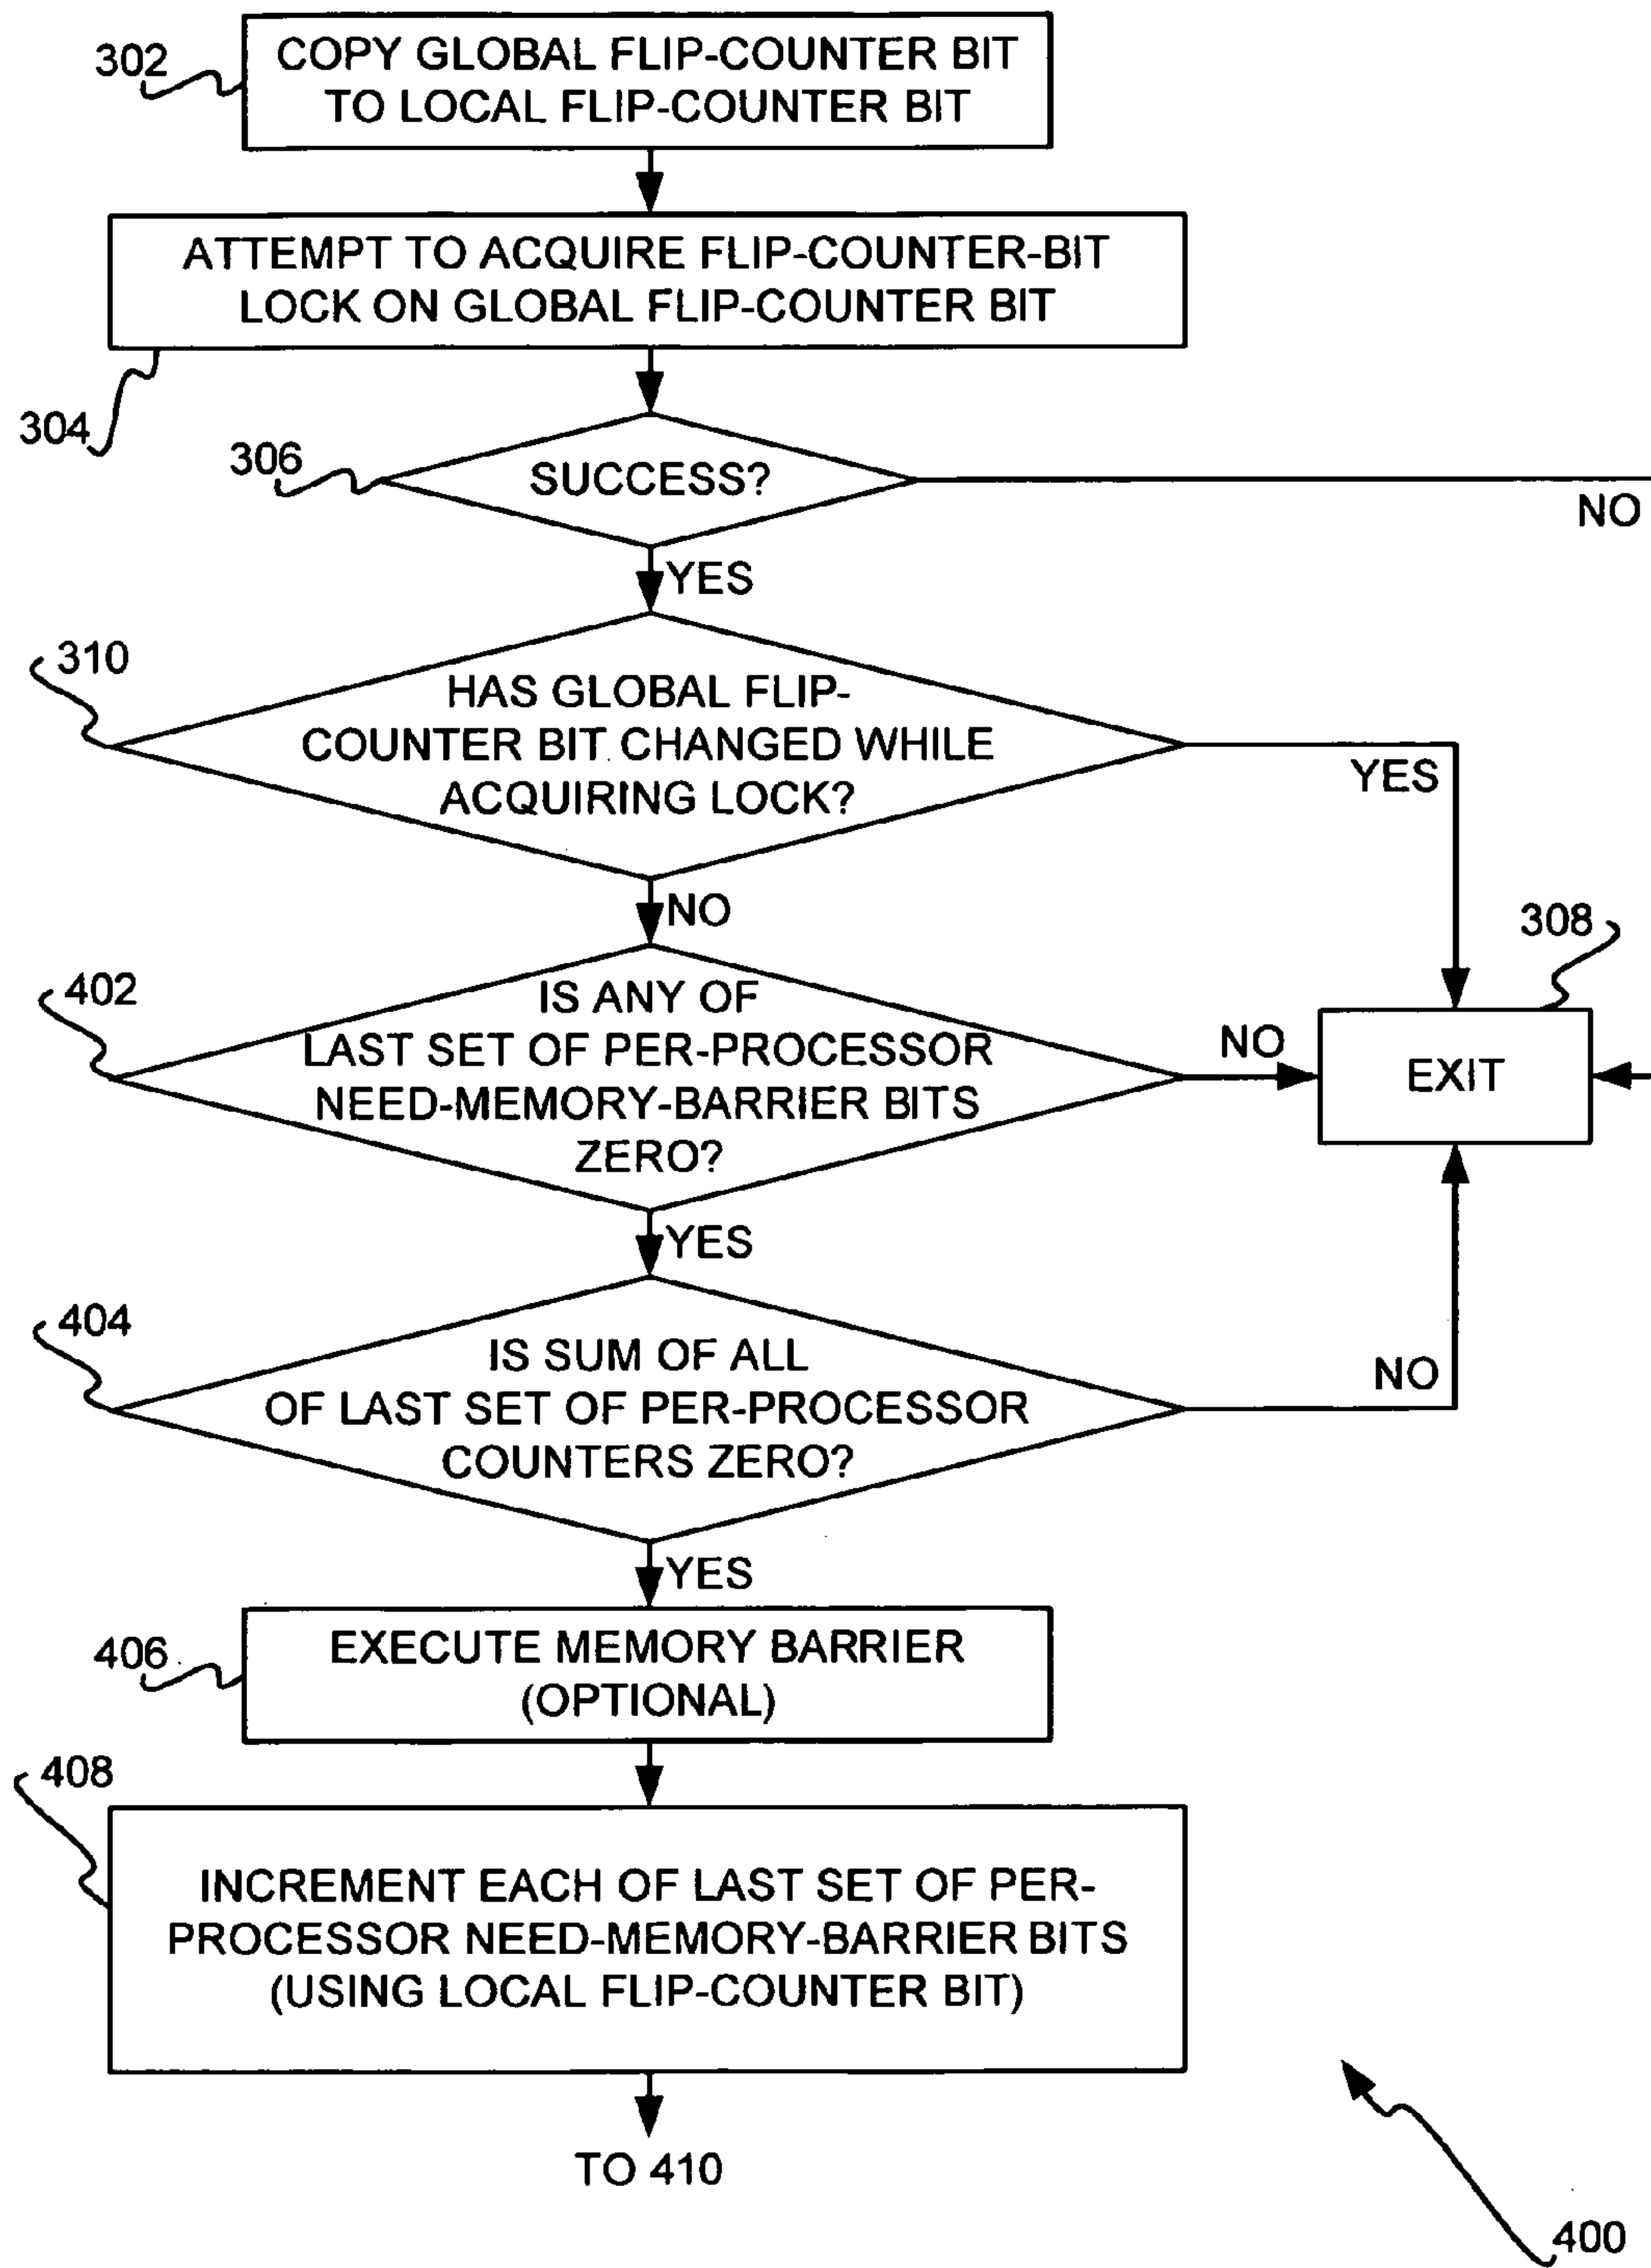 302
COPY GLOBAL FLIP-COUNTER BIT
TO LOCAL FLIP-COUNTER BIT
ATTEMPT TO ACQUIRE FLIP-COUNTER-BIT
LOCK ON GLOBAL FLIP-COUNTER BIT
304
306
SUCCESS?
NO
YES
310
HAS GLOBAL FLIP-
COUNTER BIT CHANGED WHILE
ACQUIRING LOCK?
YES
NO
308
402
IS ANY OF
LAST SET OF PER-PROCESSOR
NEED-MEMORY-BARRIER BITS
ZERO?
NO
EXIT
YES
404
IS SUM OF ALL
OF LAST SET OF PER-PROCESSOR
COUNTERS ZERO?
NO
YES
406
EXECUTE MEMORY BARRIER
(OPTIONAL)
408
INCREMENT EACH OF LAST SET OF PER-
PROCESSOR NEED-MEMORY-BARRIER BITS
(USING LOCAL FLIP-COUNTER BIT)
TO 410
400